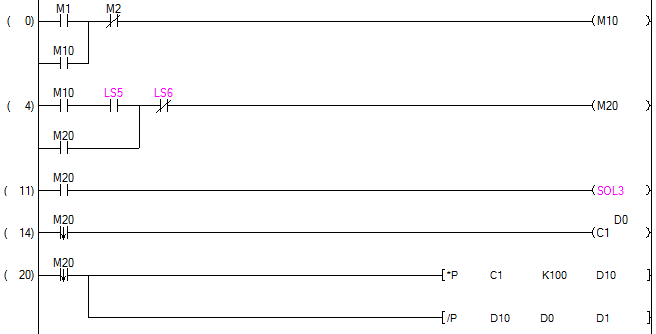 M1 M2
( 0) (M10 )
M10
M10 LS5 LS6
( 4) (M20 )
M20
M20
( 11) (SOL3 )
M20 D0
( 14) (C1 )
M20
( 20) [*P C1 K100 D10 ]
[/P D10 D0 D1 ]